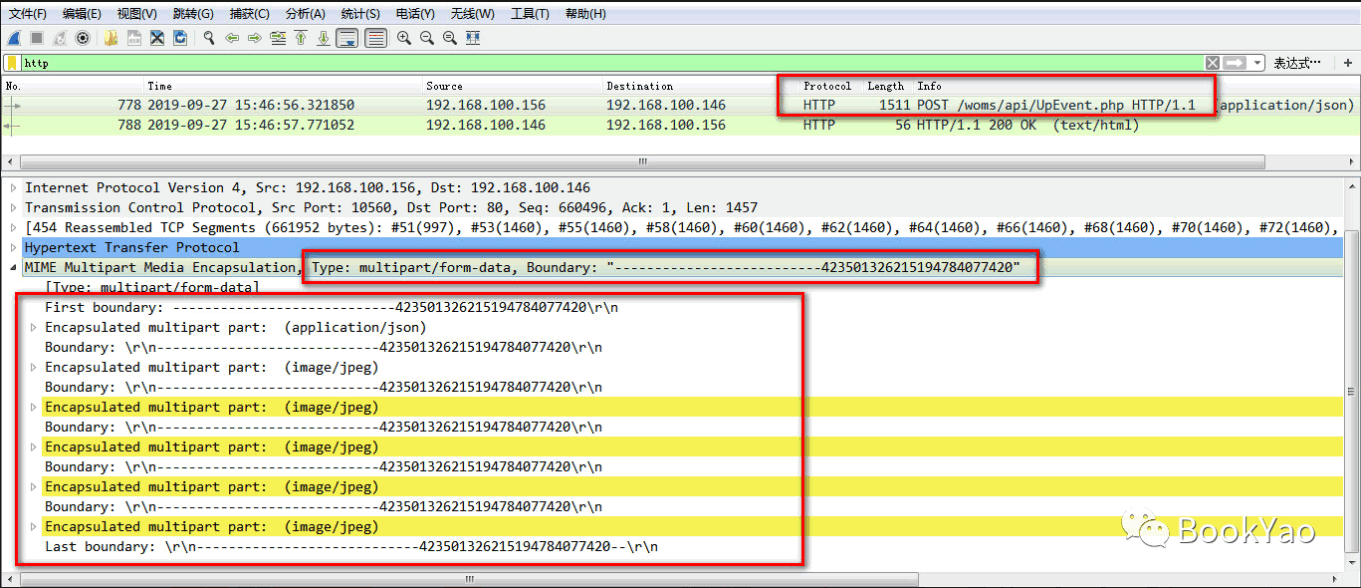 文件(F) 编辑(E) 视图(V) 跳转(G) 捕获(C) 分析(A) 统计(S) 电话(Y) 无线(W) 工具(T) 帮助(H)
http 表达式… +
No. Time Source Destination Protocol Length Info
778 2019-09-27 15:46:56.321850 192.168.100.156 192.168.100.146 HTTP 1511 POST /woms/api/UpEvent.php HTTP/1.1 (application/json)
788 2019-09-27 15:46:57.771052 192.168.100.146 192.168.100.156 HTTP 56 HTTP/1.1 200 OK (text/html)
Internet Protocol Version 4, Src: 192.168.100.156, Dst: 192.168.100.146
Transmission Control Protocol, Src Port: 10560, Dst Port: 80, Seq: 660496, Ack: 1, Len: 1457
[454 Reassembled TCP Segments (661952 bytes): #51(997), #53(1460), #55(1460), #58(1460), #60(1460), #62(1460), #64(1460), #66(1460), #68(1460), #70(1460), #72(1460),
Hypertext Transfer Protocol
MIME Multipart Media Encapsulation, Type: multipart/form-data, Boundary: "--------------------------423501326215194784077420"
[Type: multipart/form-data]
First boundary: ----------------------------423501326215194784077420\r\n
Encapsulated multipart part: (application/json)
Boundary: \r\n----------------------------423501326215194784077420\r\n
Encapsulated multipart part: (image/jpeg)
Boundary: \r\n----------------------------423501326215194784077420\r\n
Encapsulated multipart part: (image/jpeg)
Boundary: \r\n----------------------------423501326215194784077420\r\n
Encapsulated multipart part: (image/jpeg)
Boundary: \r\n----------------------------423501326215194784077420\r\n
Encapsulated multipart part: (image/jpeg)
Boundary: \r\n----------------------------423501326215194784077420\r\n
Encapsulated multipart part: (image/jpeg)
Last boundary: \r\n----------------------------423501326215194784077420--\r\n
BookYao